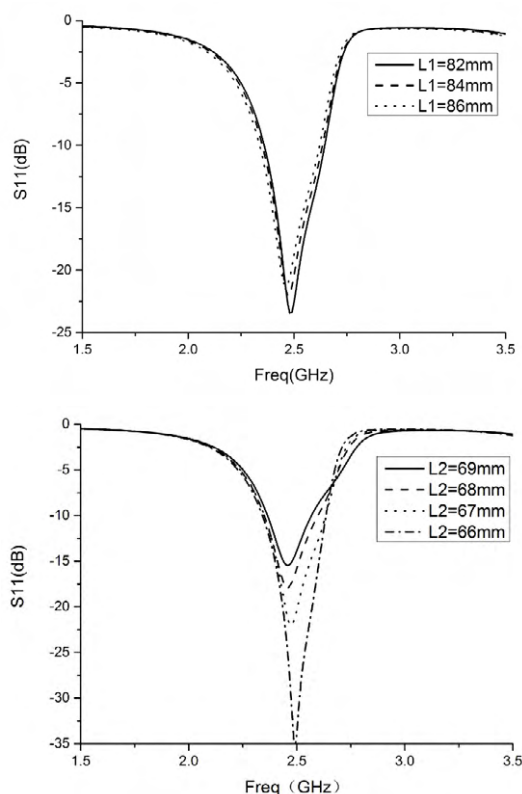 0
-5
-10
-15
-20
-25
S11(dB)
L1=82mm
L1=84mm
L1=86mm
1.5
2.0
2.5
3.0
3.5
Freq(GHz)
0
-5
-10
-15
-20
-25
-30
-35
S11(dB)
L2=69mm
L2=68mm
L2=67mm
L2=66mm
1.5
2.0
2.5
3.0
3.5
Freq（GHz）